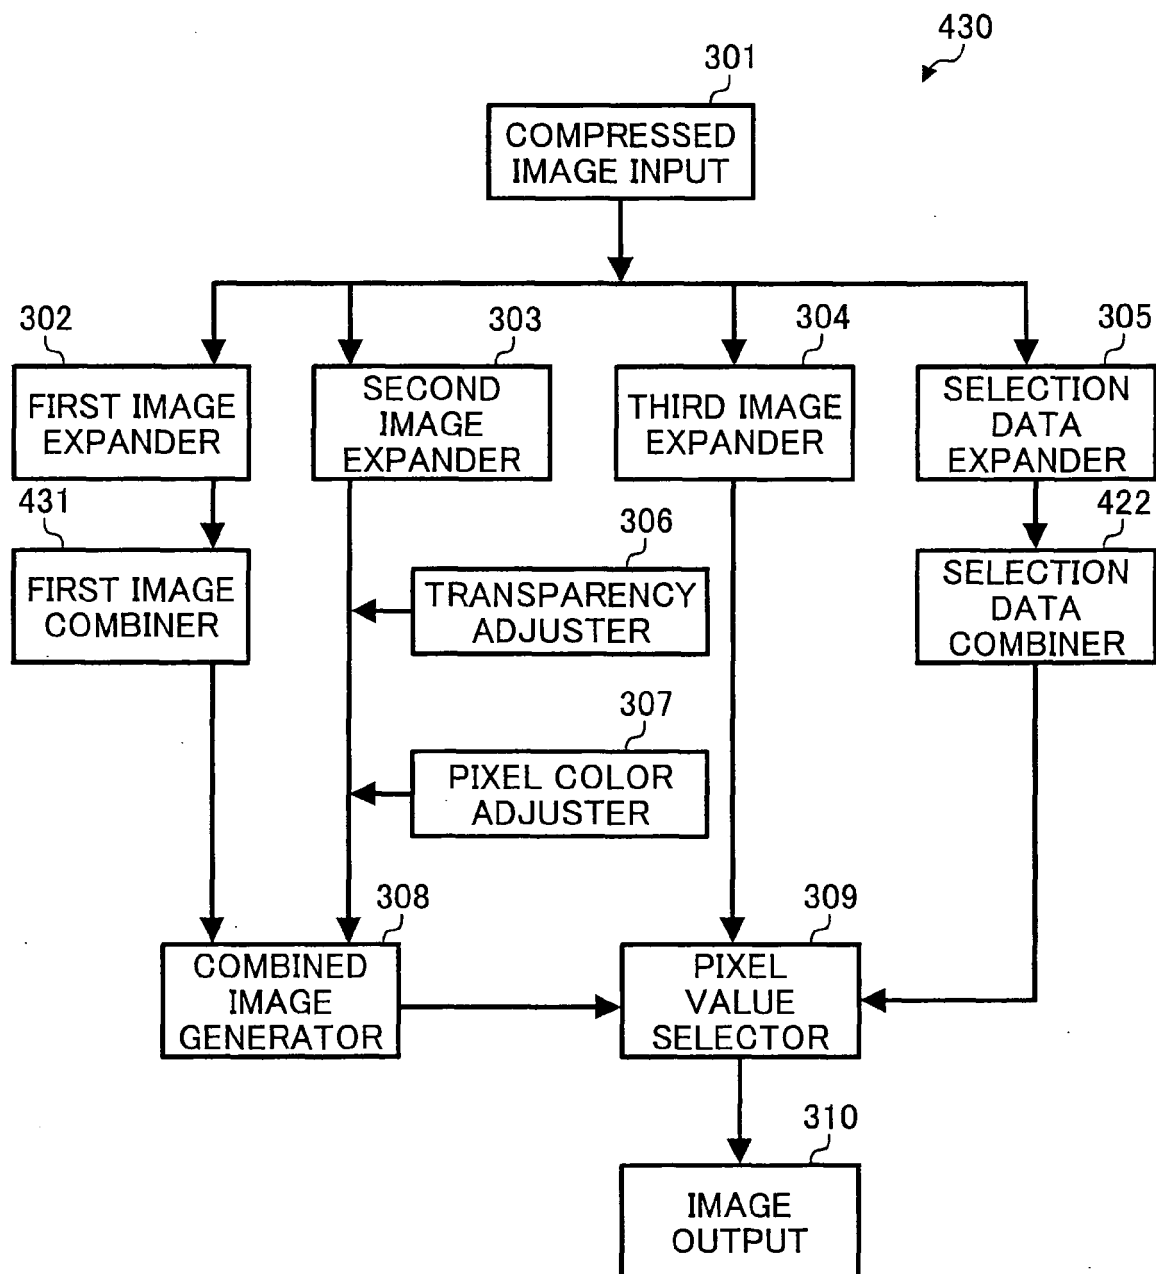 430
301
COMPRESSED
IMAGE INPUT
302
303
304
305
FIRST IMAGE
EXPANDER
SECOND
IMAGE
EXPANDER
THIRD IMAGE
EXPANDER
SELECTION
DATA
EXPANDER
431
306
422
FIRST IMAGE
COMBINER
TRANSPARENCY
ADJUSTER
SELECTION
DATA
COMBINER
307
PIXEL COLOR
ADJUSTER
308
309
COMBINED
IMAGE
GENERATOR
PIXEL
VALUE
SELECTOR
310
IMAGE
OUTPUT